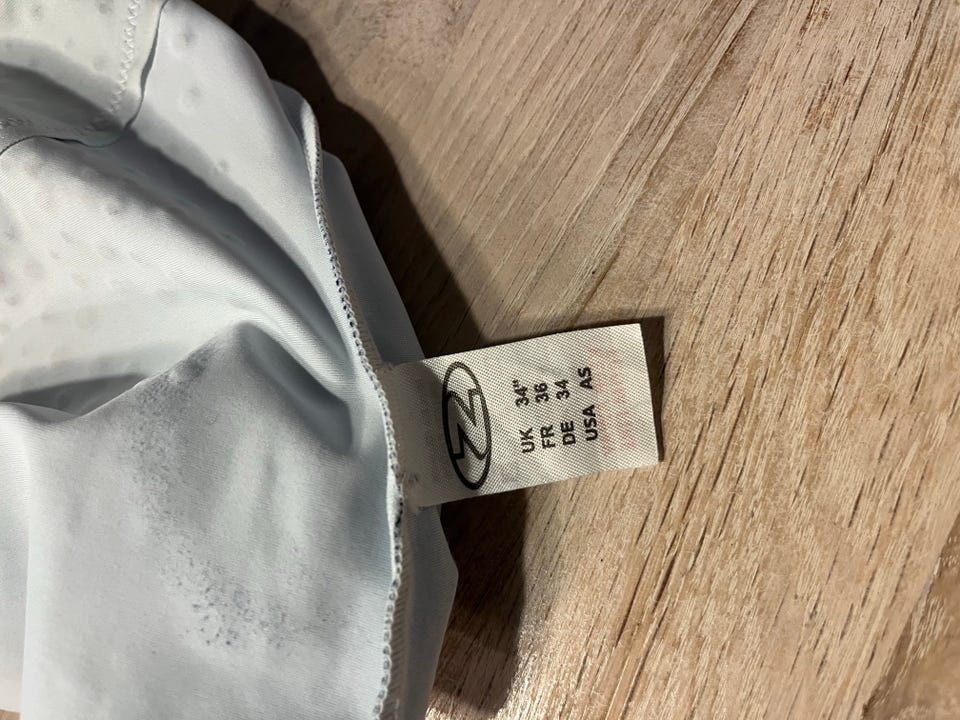 Z
UK 34"
FR 36
DE 34
USA AS